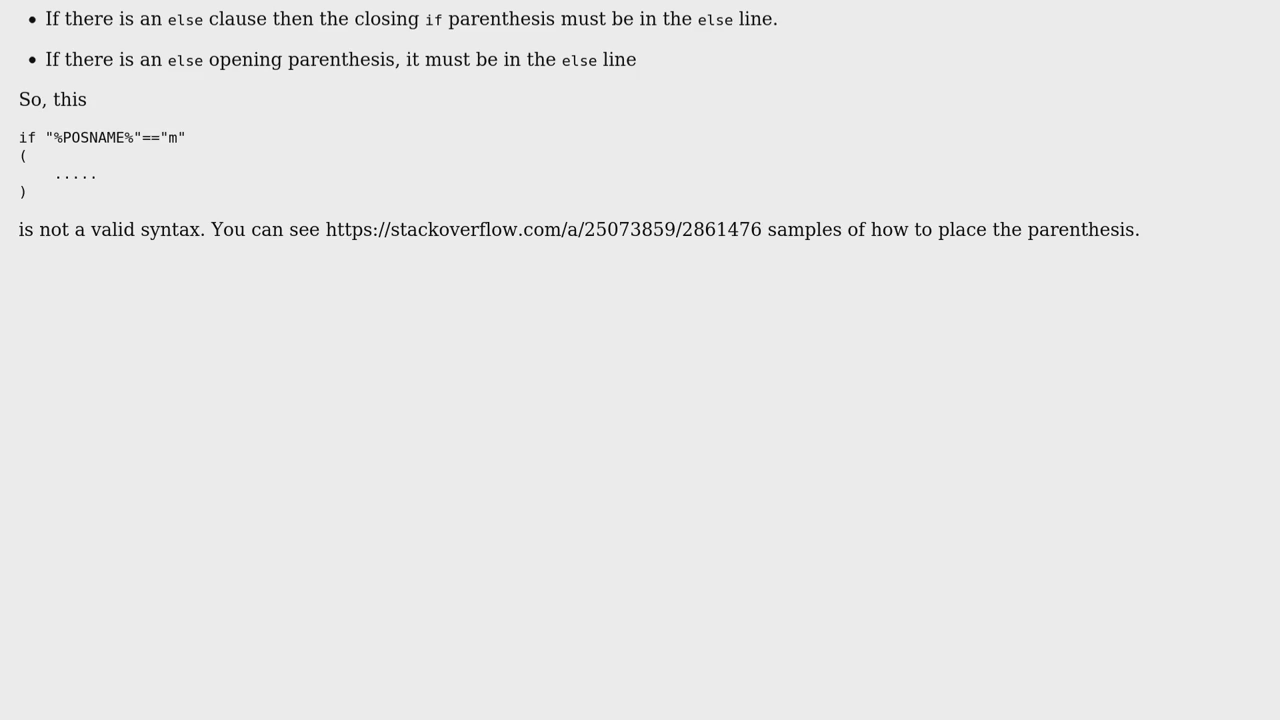 • If there is an else clause then the closing if parenthesis must be in the else line.
• If there is an else opening parenthesis, it must be in the else line
So, this
if "%POSNAME%"=="m"
(
    .....
)
is not a valid syntax. You can see https://stackoverflow.com/a/25073859/2861476 samples of how to place the parenthesis.